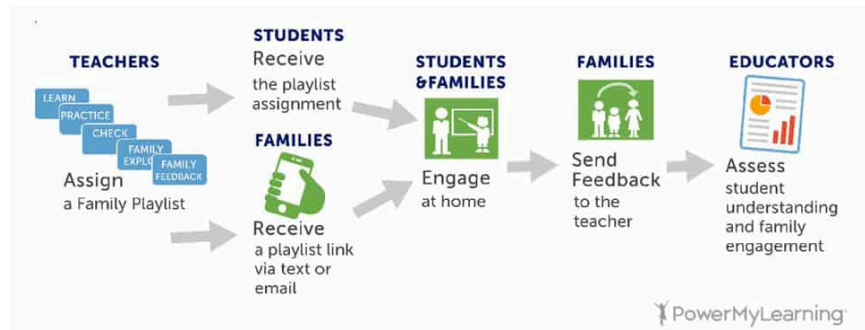 TEACHERS
LEARN
PRACTICE
CHECK
FAMILY
FAMILY
FEEDBACK
Assign
a Family Playlist
STUDENTS
Receive
the playlist
assignment
FAMILIES
Receive
a playlist link
via text or
email
STUDENTS
&FAMILIES
Engage
at home
FAMILIES
Send
Feedback
to the
teacher
EDUCATORS
Assess
student
understanding
and family
engagement
PowerMyLearning